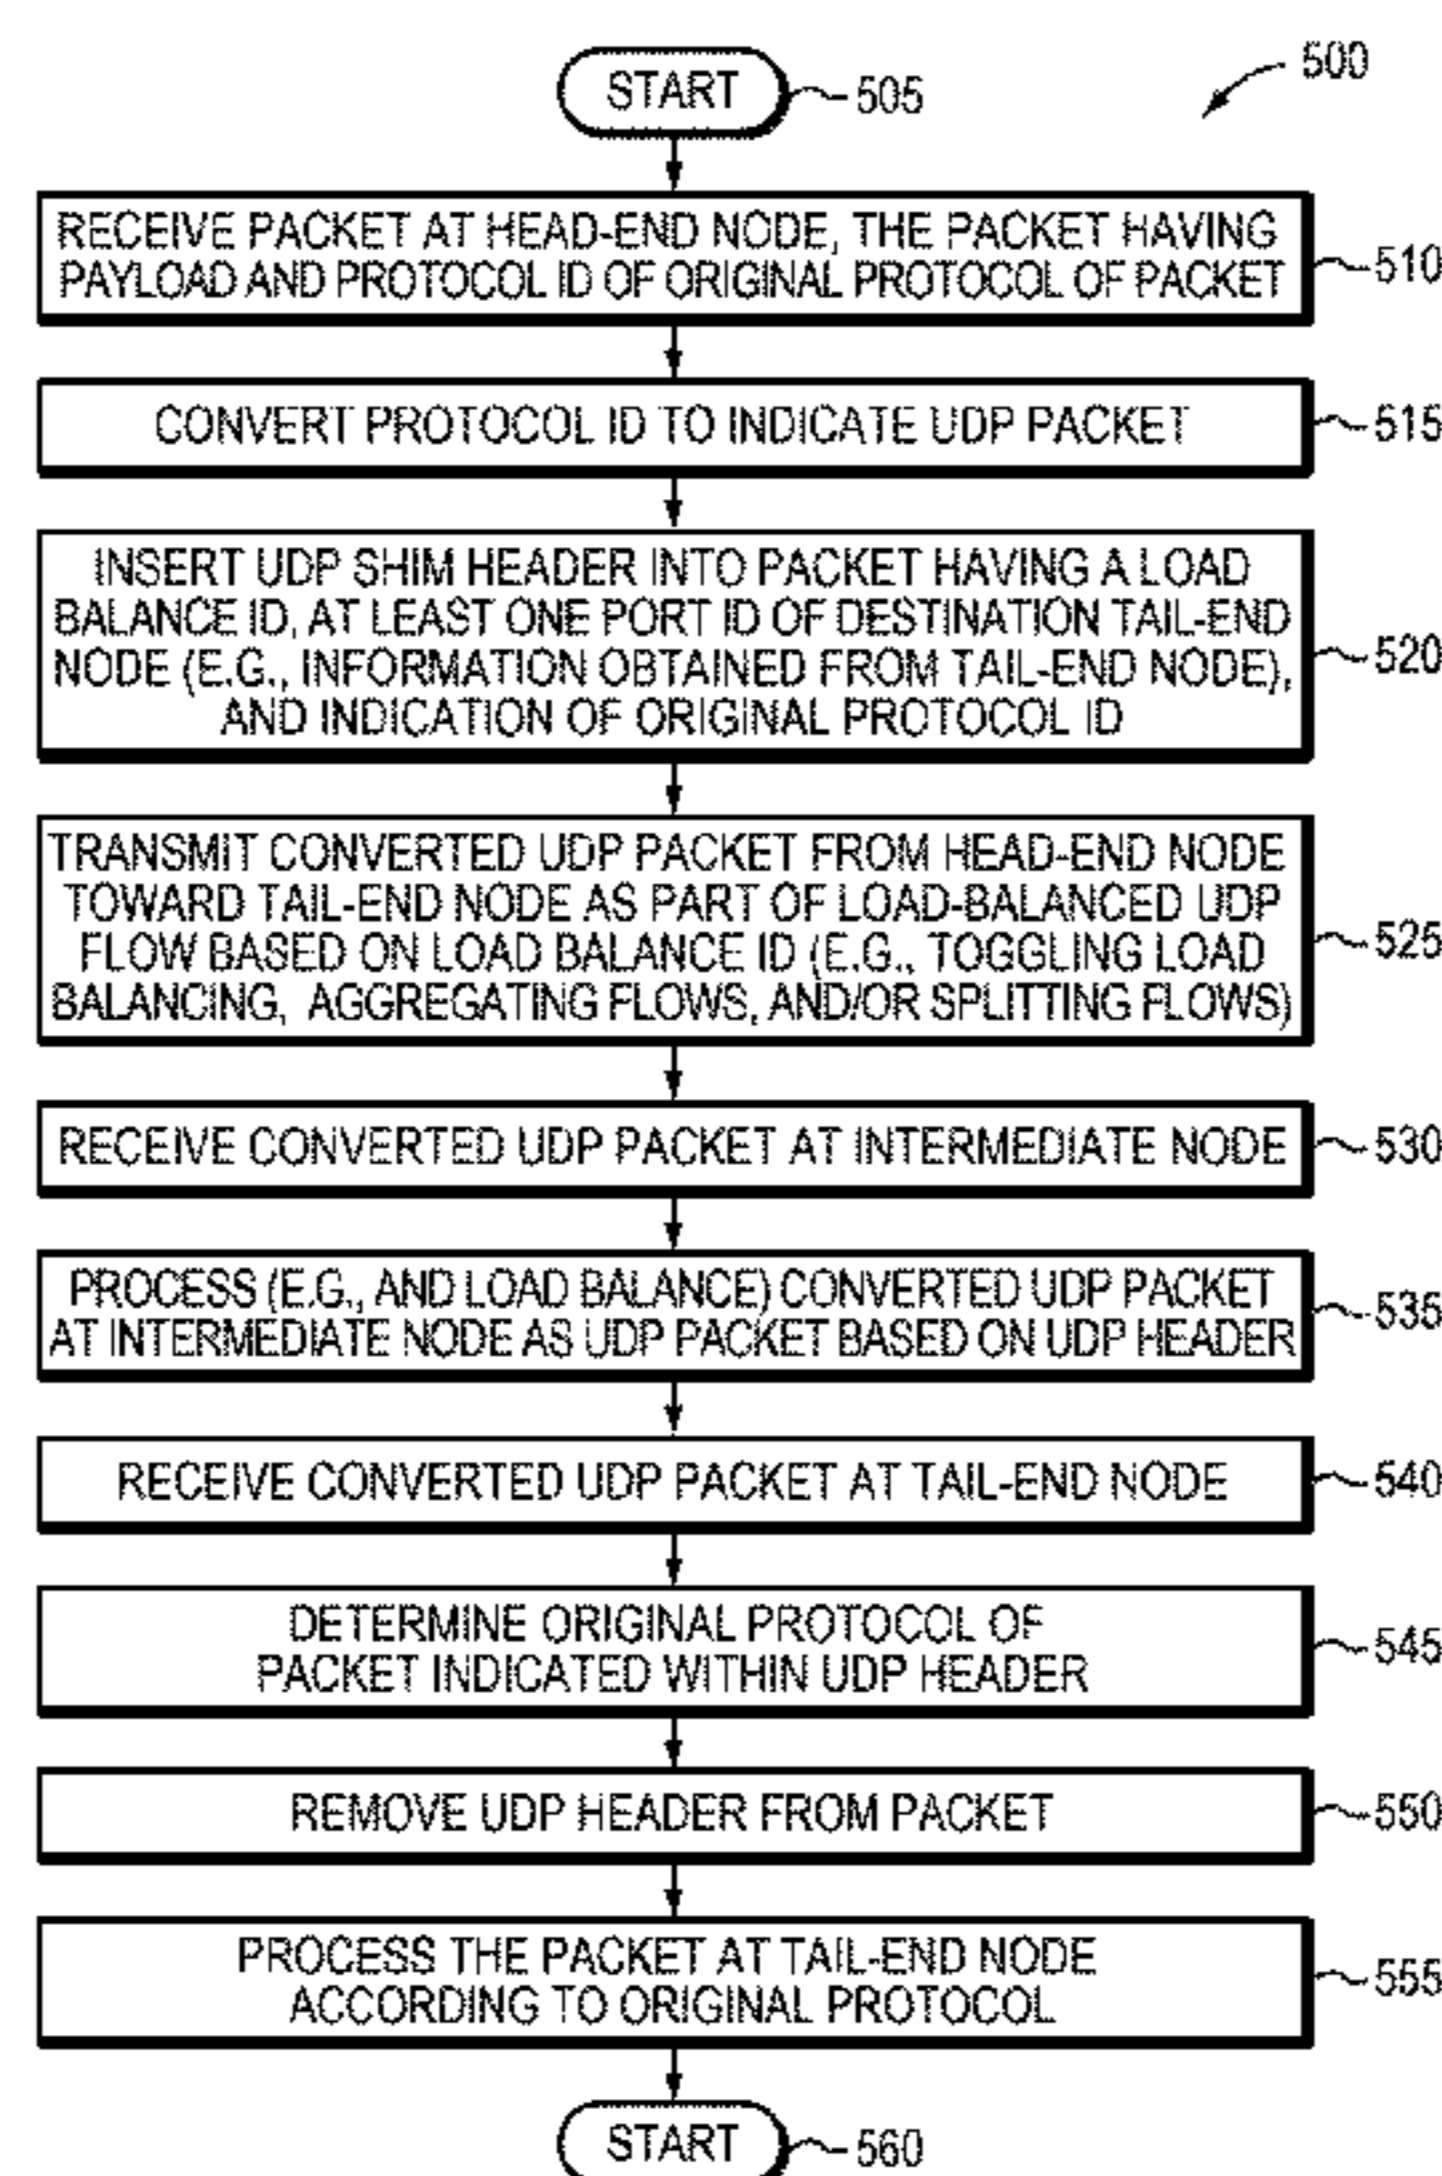 500
START 505
RECEIVE PACKET AT HEAD-END NODE, THE PACKET HAVING
PAYLOAD AND PROTOCOL ID OF ORIGINAL PROTOCOL OF PACKET
510
CONVERT PROTOCOL ID TO INDICATE UDP PACKET
515
INSERT UDP SHIM HEADER INTO PACKET HAVING A LOAD
BALANCE ID, AT LEAST ONE PORT ID OF DESTINATION TAIL-END
NODE (E.G., INFORMATION OBTAINED FROM TAIL-END NODE),
AND INDICATION OF ORIGINAL PROTOCOL ID
520
TRANSMIT CONVERTED UDP PACKET FROM HEAD-END NODE
TOWARD TAIL-END NODE AS PART OF LOAD-BALANCED UDP
FLOW BASED ON LOAD BALANCE ID (E.G., TOGGLING LOAD
BALANCING, AGGREGATING FLOWS, AND/OR SPLITTING FLOWS)
525
RECEIVE CONVERTED UDP PACKET AT INTERMEDIATE NODE
530
PROCESS (E.G., AND LOAD BALANCE) CONVERTED UDP PACKET
AT INTERMEDIATE NODE AS UDP PACKET BASED ON UDP HEADER
535
RECEIVE CONVERTED UDP PACKET AT TAIL-END NODE
540
DETERMINE ORIGINAL PROTOCOL OF
PACKET INDICATED WITHIN UDP HEADER
545
REMOVE UDP HEADER FROM PACKET
550
PROCESS THE PACKET AT TAIL-END NODE
ACCORDING TO ORIGINAL PROTOCOL
555
START 560